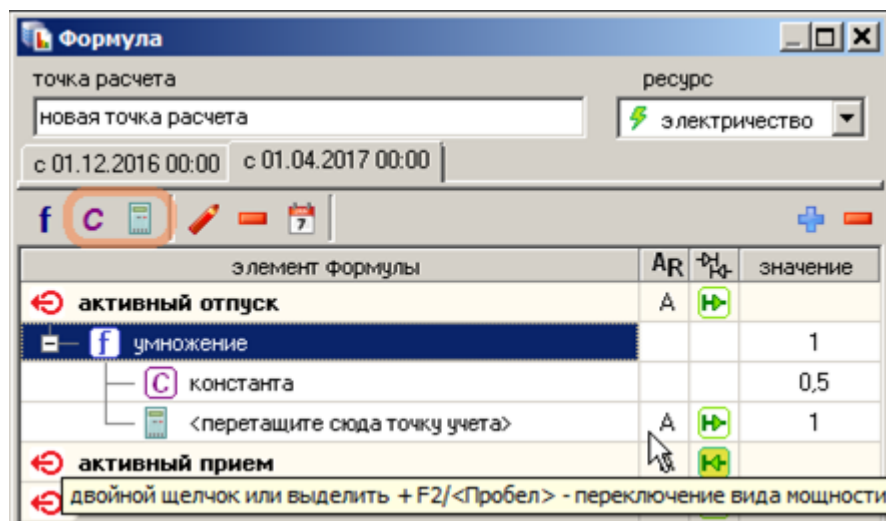 Формула
точка расчета
ресурс
новая точка расчета
электричество
с 01.12.2016 00:00
с 01.04.2017 00:00
f C 7
элемент формулы AR значение
активный отпуск A
f умножение 1
C константа 0,5
<перетащите сюда точку учета> A 1
активный прием
двойной щелчок или выделить + F2/<Пробел> - переключение вида мощности